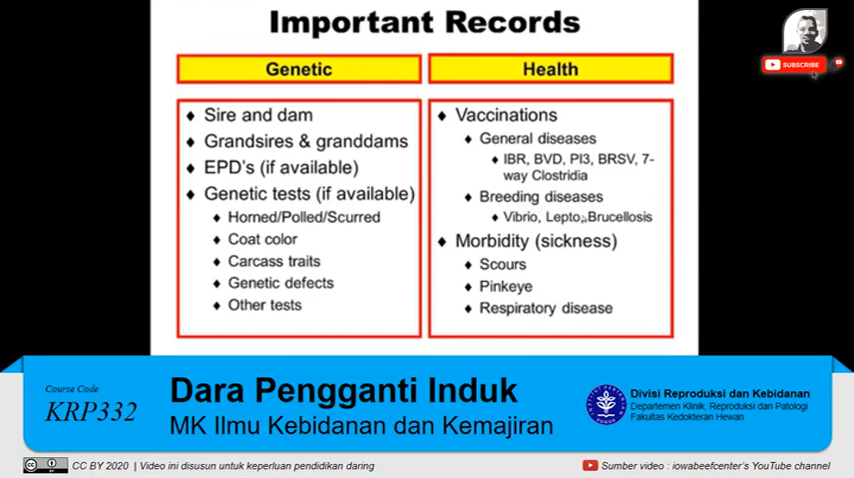 Important Records
SUBSCRIBE
Genetic
Health
Sire and dam
Grandsires & granddams
EPD's (if available)
Genetic tests (if available)
Horned/Polled/Scurred
Coat color
Carcass traits
Genetic defects
Other tests
Vaccinations
General diseases
IBR, BVD, PI3, BRSV, 7-
way Clostridia
Breeding diseases
Vibrio, Lepto, Brucellosis
Morbidity (sickness)
Scours
Pinkeye
Respiratory disease
Course Code
KRP332
Dara Pengganti Induk
MK Ilmu Kebidanan dan Kemajiran
Divisi Reproduksi dan Kebidanan
Departemen Klinik, Reproduksi dan Patologi
Fakultas Kedokteran Hewan
CC BY 2020 | Video ini disusun untuk keperluan pendidikan daring
Sumber video : iowabeefcenter's YouTube channel